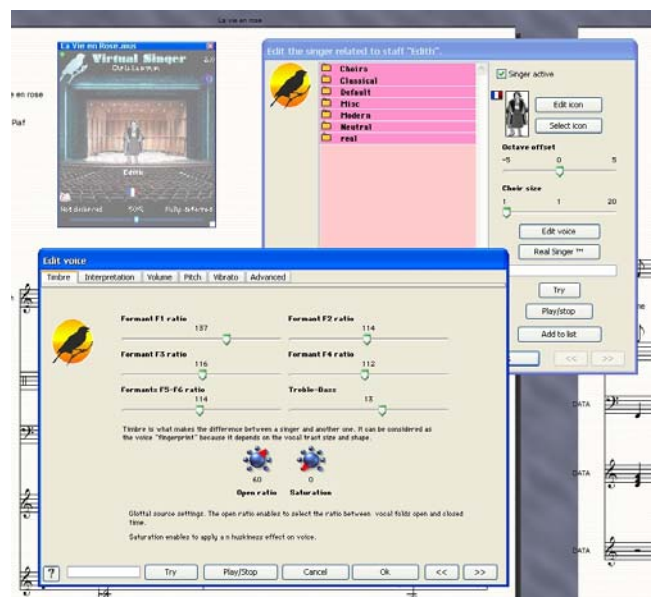 La Vie en rose
La Vie en Rose.mus
Virtual Singer
Edith
Not deferred 50% Fully deferred
ie en rose
Piaf
Edit the singer related to staff "Edith".
Choirs
Classical
Default
Misc
Modern
Neutral
real
Singer active
Edit icon
Select icon
Octave offset
-5 0 5
Choir size
1 1 20
Edit voice
Real Singer ™
Try
Play/stop
Add to list
<< >>
Edit voice
Timbre Interpretation Volume Pitch Vibrato Advanced
Formant F1 ratio Formant F2 ratio
137 114
Formant F3 ratio Formant F4 ratio
116 112
Formants F5-F6 ratio Treble-Bass
114 13
Timbre is what makes the difference between a singer and another one. It can be considered as
the voice "fingerprint" because it depends on the vocal tract size and shape.
60 0
Open ratio Saturation
Glottal source settings. The open ratio enables to select the ratio between vocal folds open and closed
time.
Saturation enables to apply a n huskiness effect on voice.
? Try Play/Stop Cancel Ok << >>
DATA
DATA
DATA